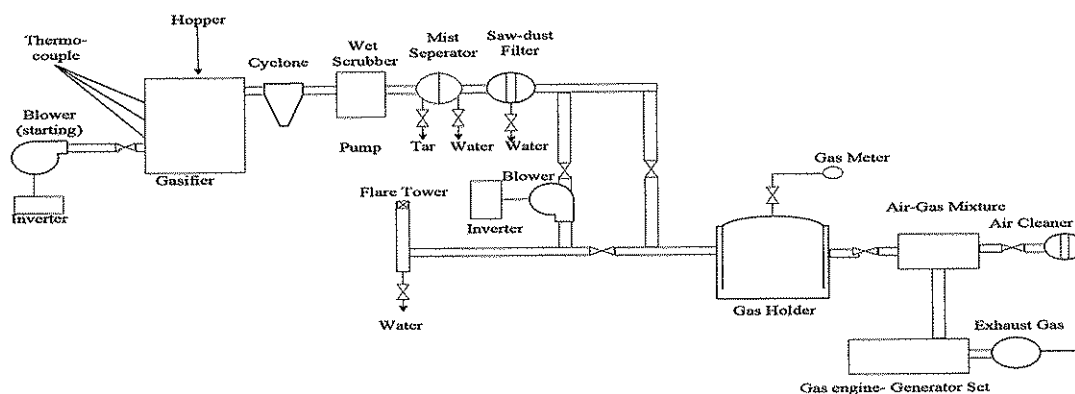 Hopper
Thermo-
couple
Cyclone
Wet
Scrubber
Mist
Seperator
Saw-dust
Filter
Blower
(starting)
Gasifier
Inverter
Pump
Tar
Water
Water
Flare Tower
Blower
Inverter
Water
Gas Meter
Gas Holder
Air-Gas Mixture
Air Cleaner
Exhaust Gas
Gas engine- Generator Set